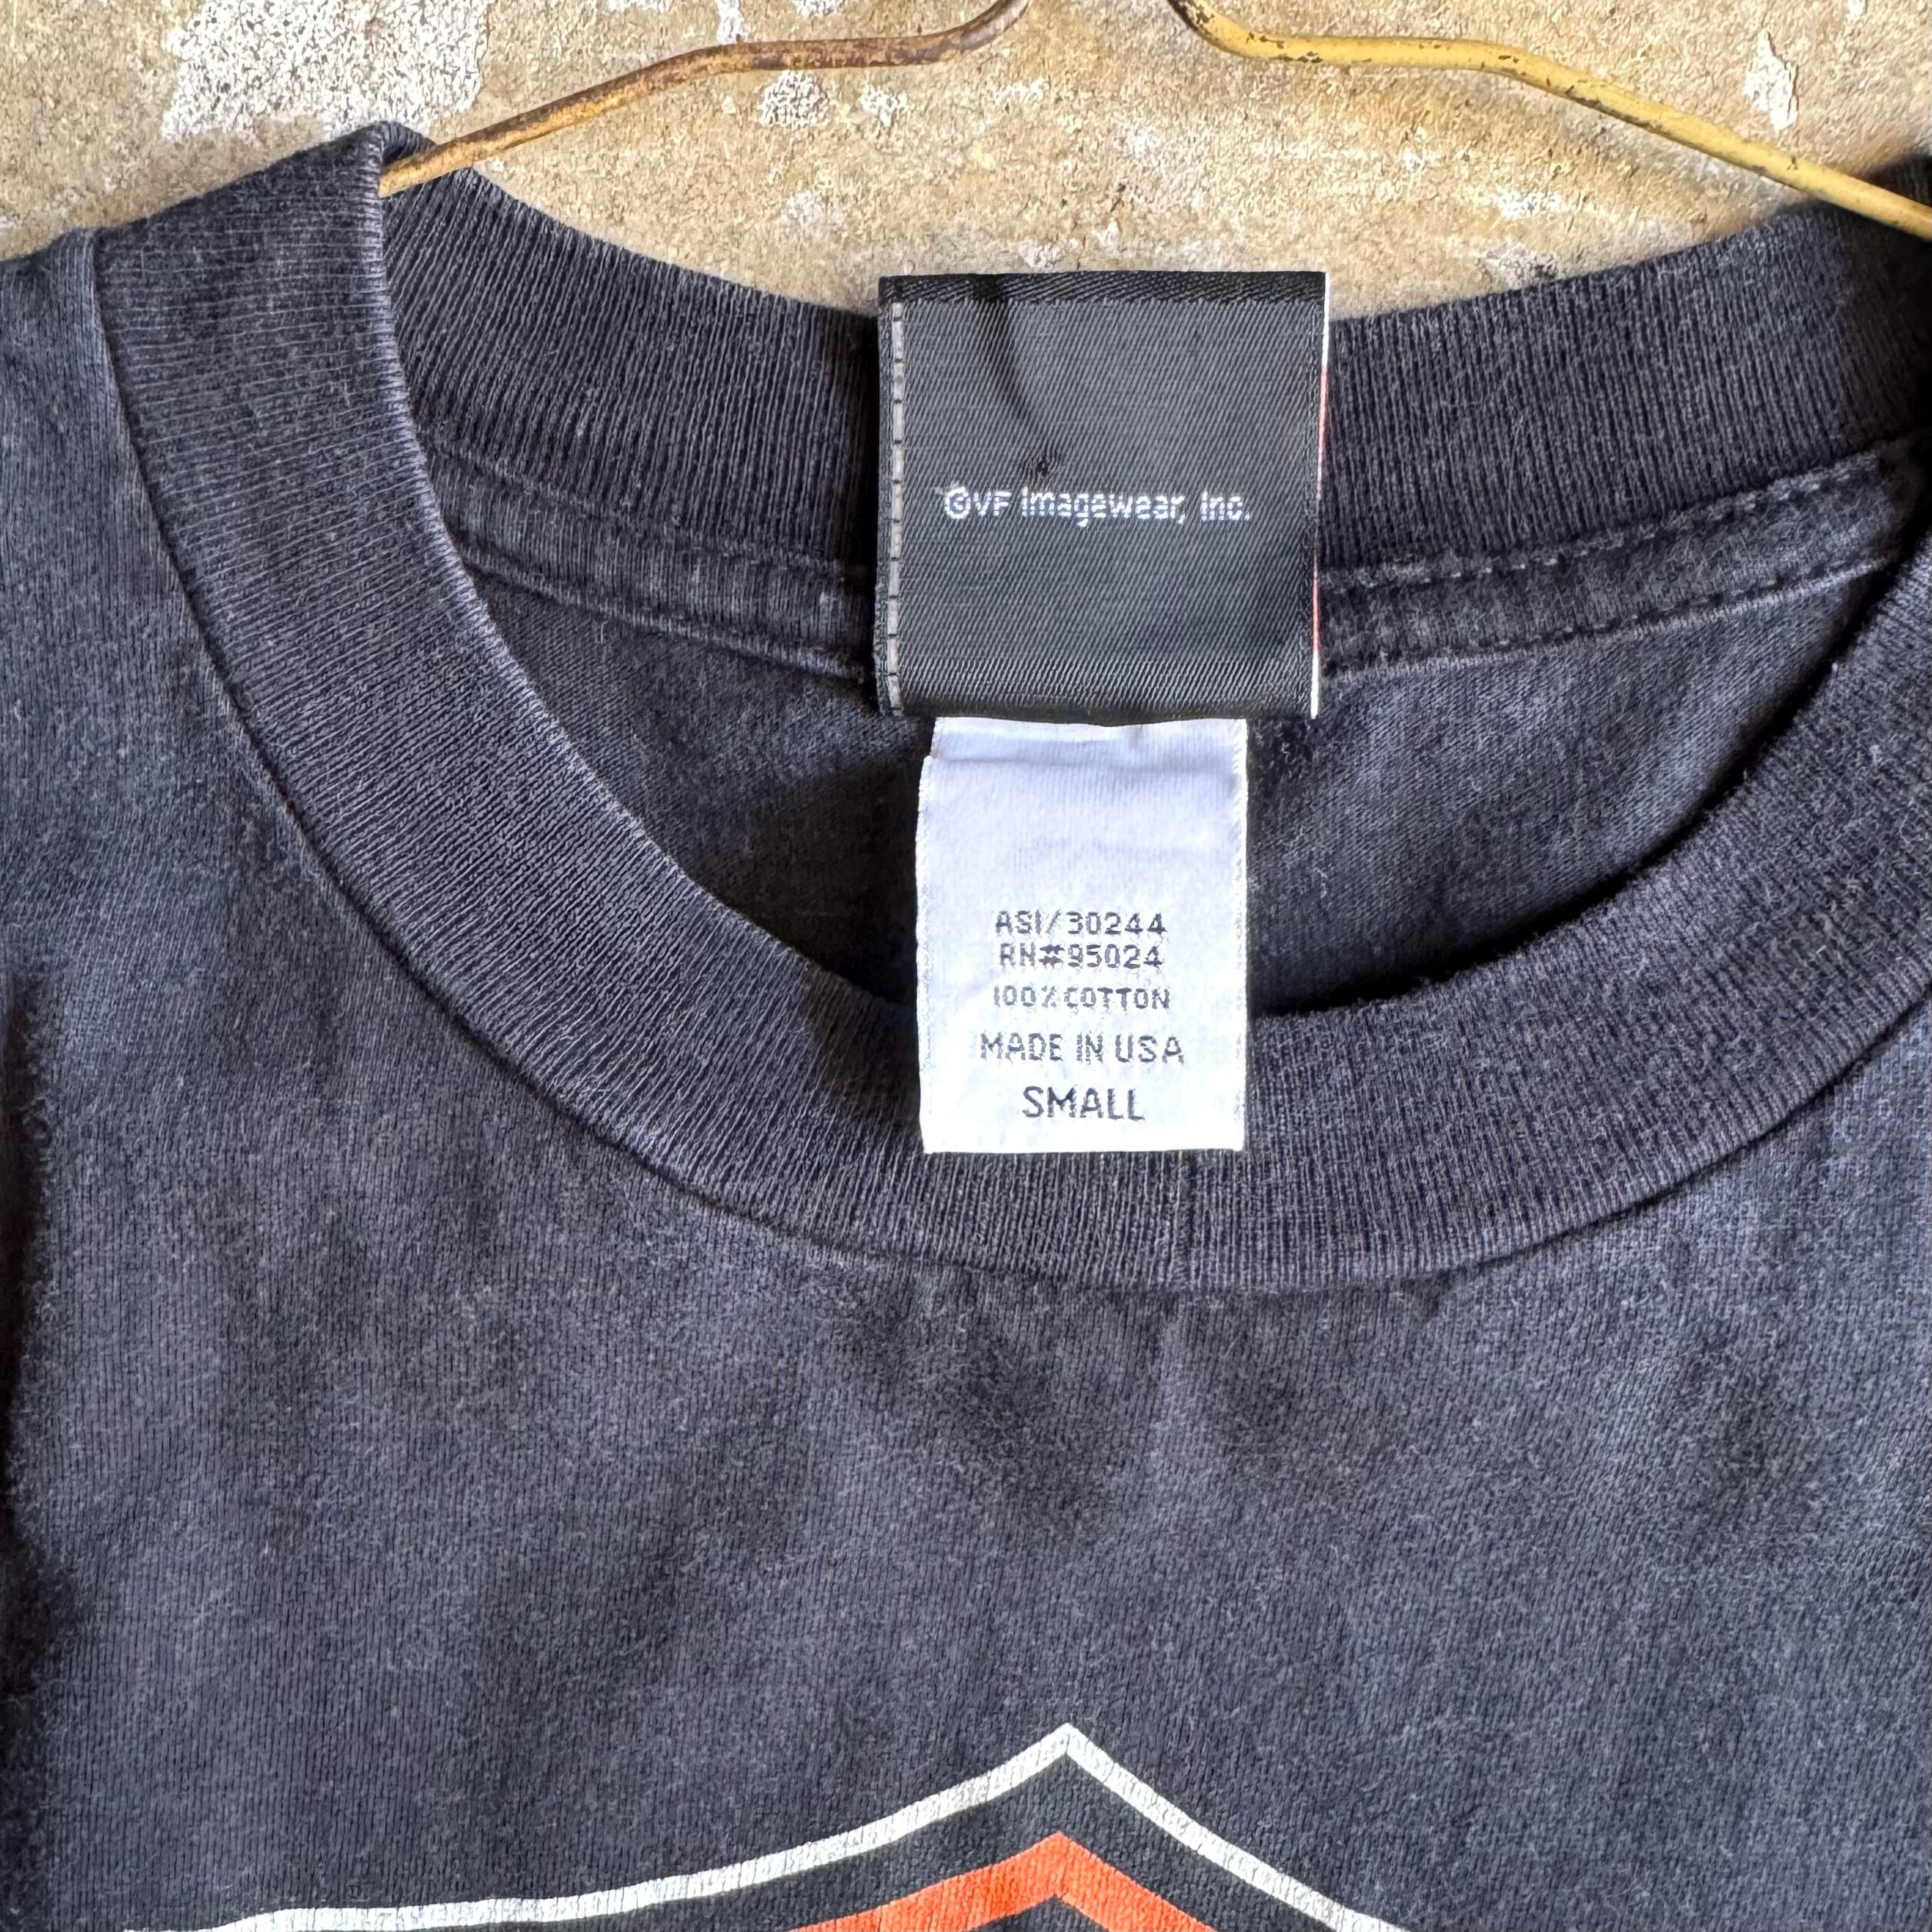 ©VF Imagewear, Inc.
ASI/30244
RN#95024
100% COTTON
MADE IN USA
SMALL